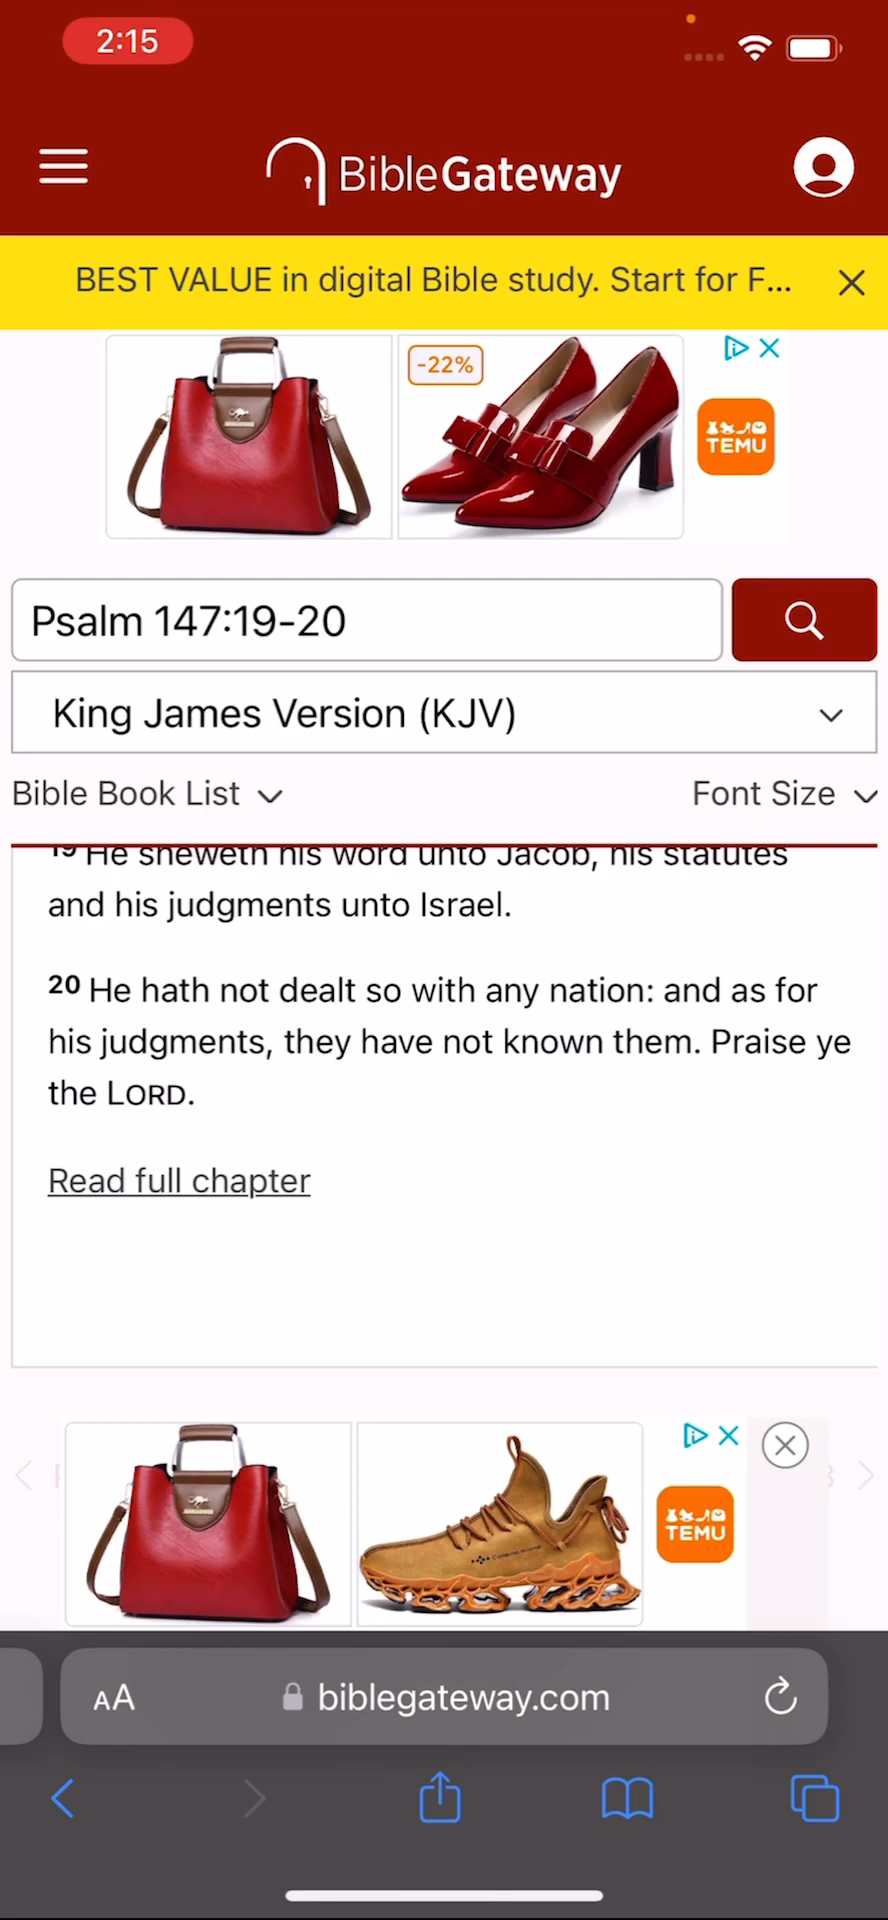 2:15
BibleGateway
BEST VALUE in digital Bible study. Start for F...
-22%
TEMU
Psalm 147:19-20
King James Version (KJV)
Bible Book List
Font Size
19 He sheweth his word unto Jacob, his statutes
and his judgments unto Israel.
20 He hath not dealt so with any nation: and as for
his judgments, they have not known them. Praise ye
the LORD.
Read full chapter
TEMU
AA
biblegateway.com